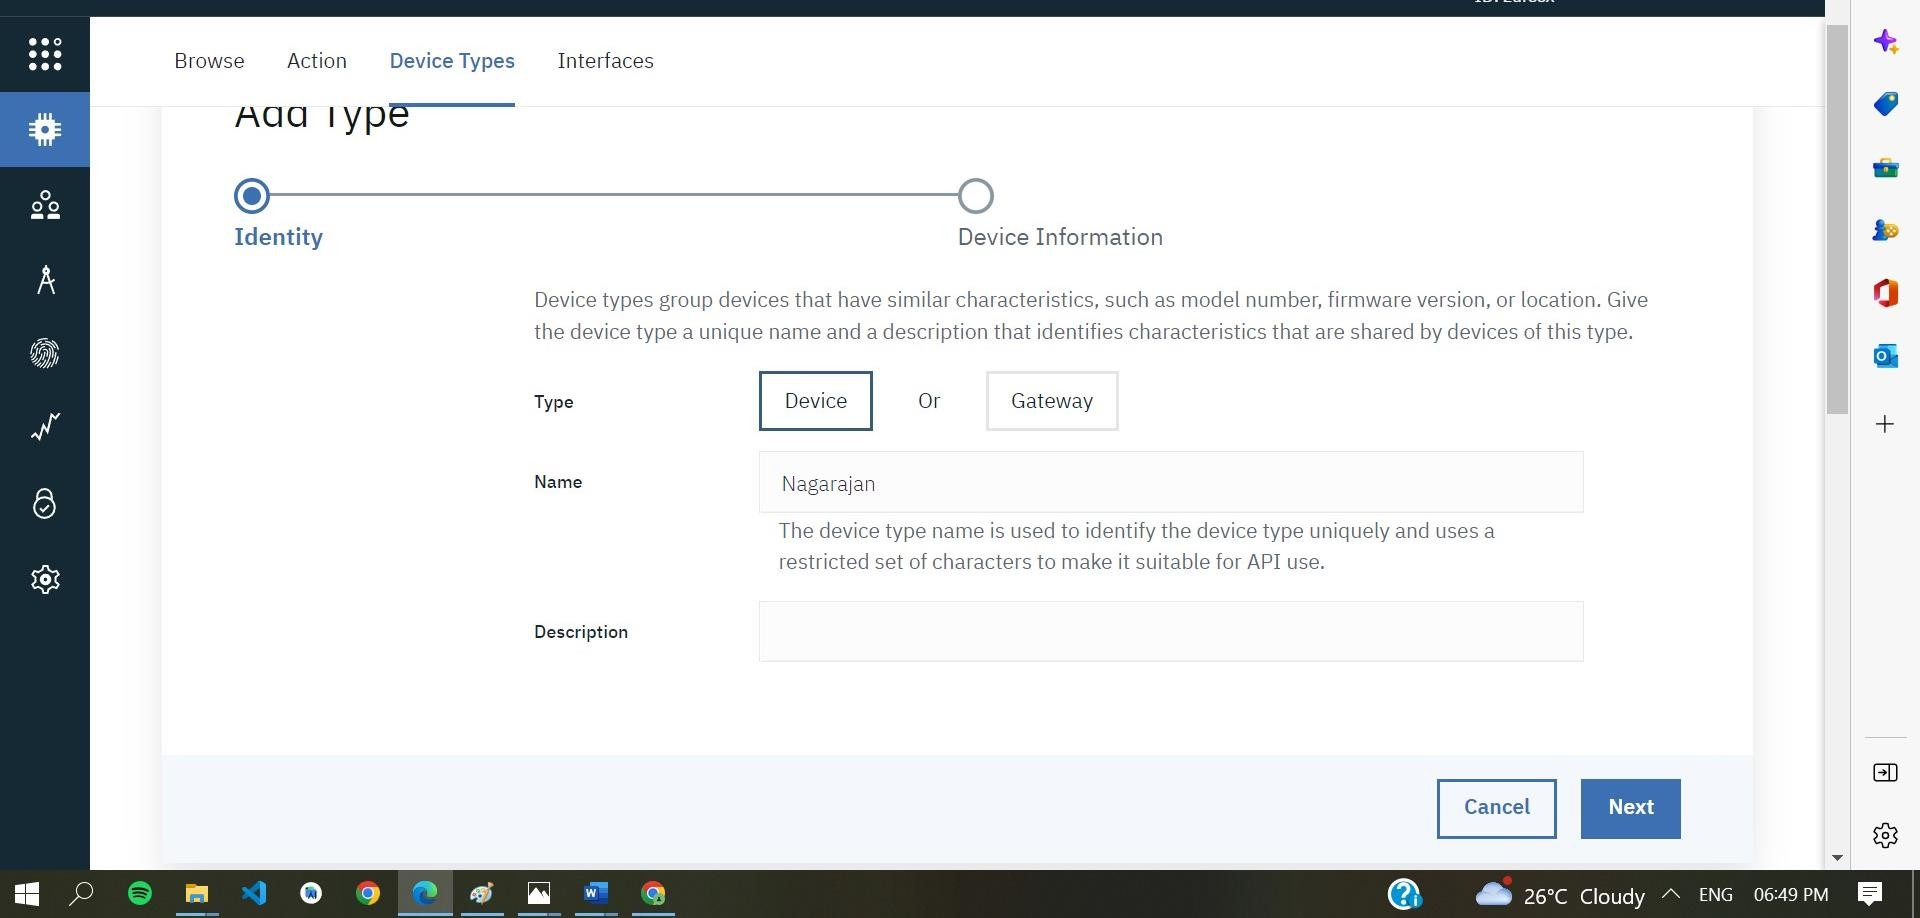 Browse Action Device Types Interfaces
Add Type
Identity
Device Information
Device types group devices that have similar characteristics, such as model number, firmware version, or location. Give
the device type a unique name and a description that identifies characteristics that are shared by devices of this type.
Type Device Or Gateway
Name Nagarajan
The device type name is used to identify the device type uniquely and uses a
restricted set of characters to make it suitable for API use.
Description
Cancel Next
26°C Cloudy ENG 06:49 PM